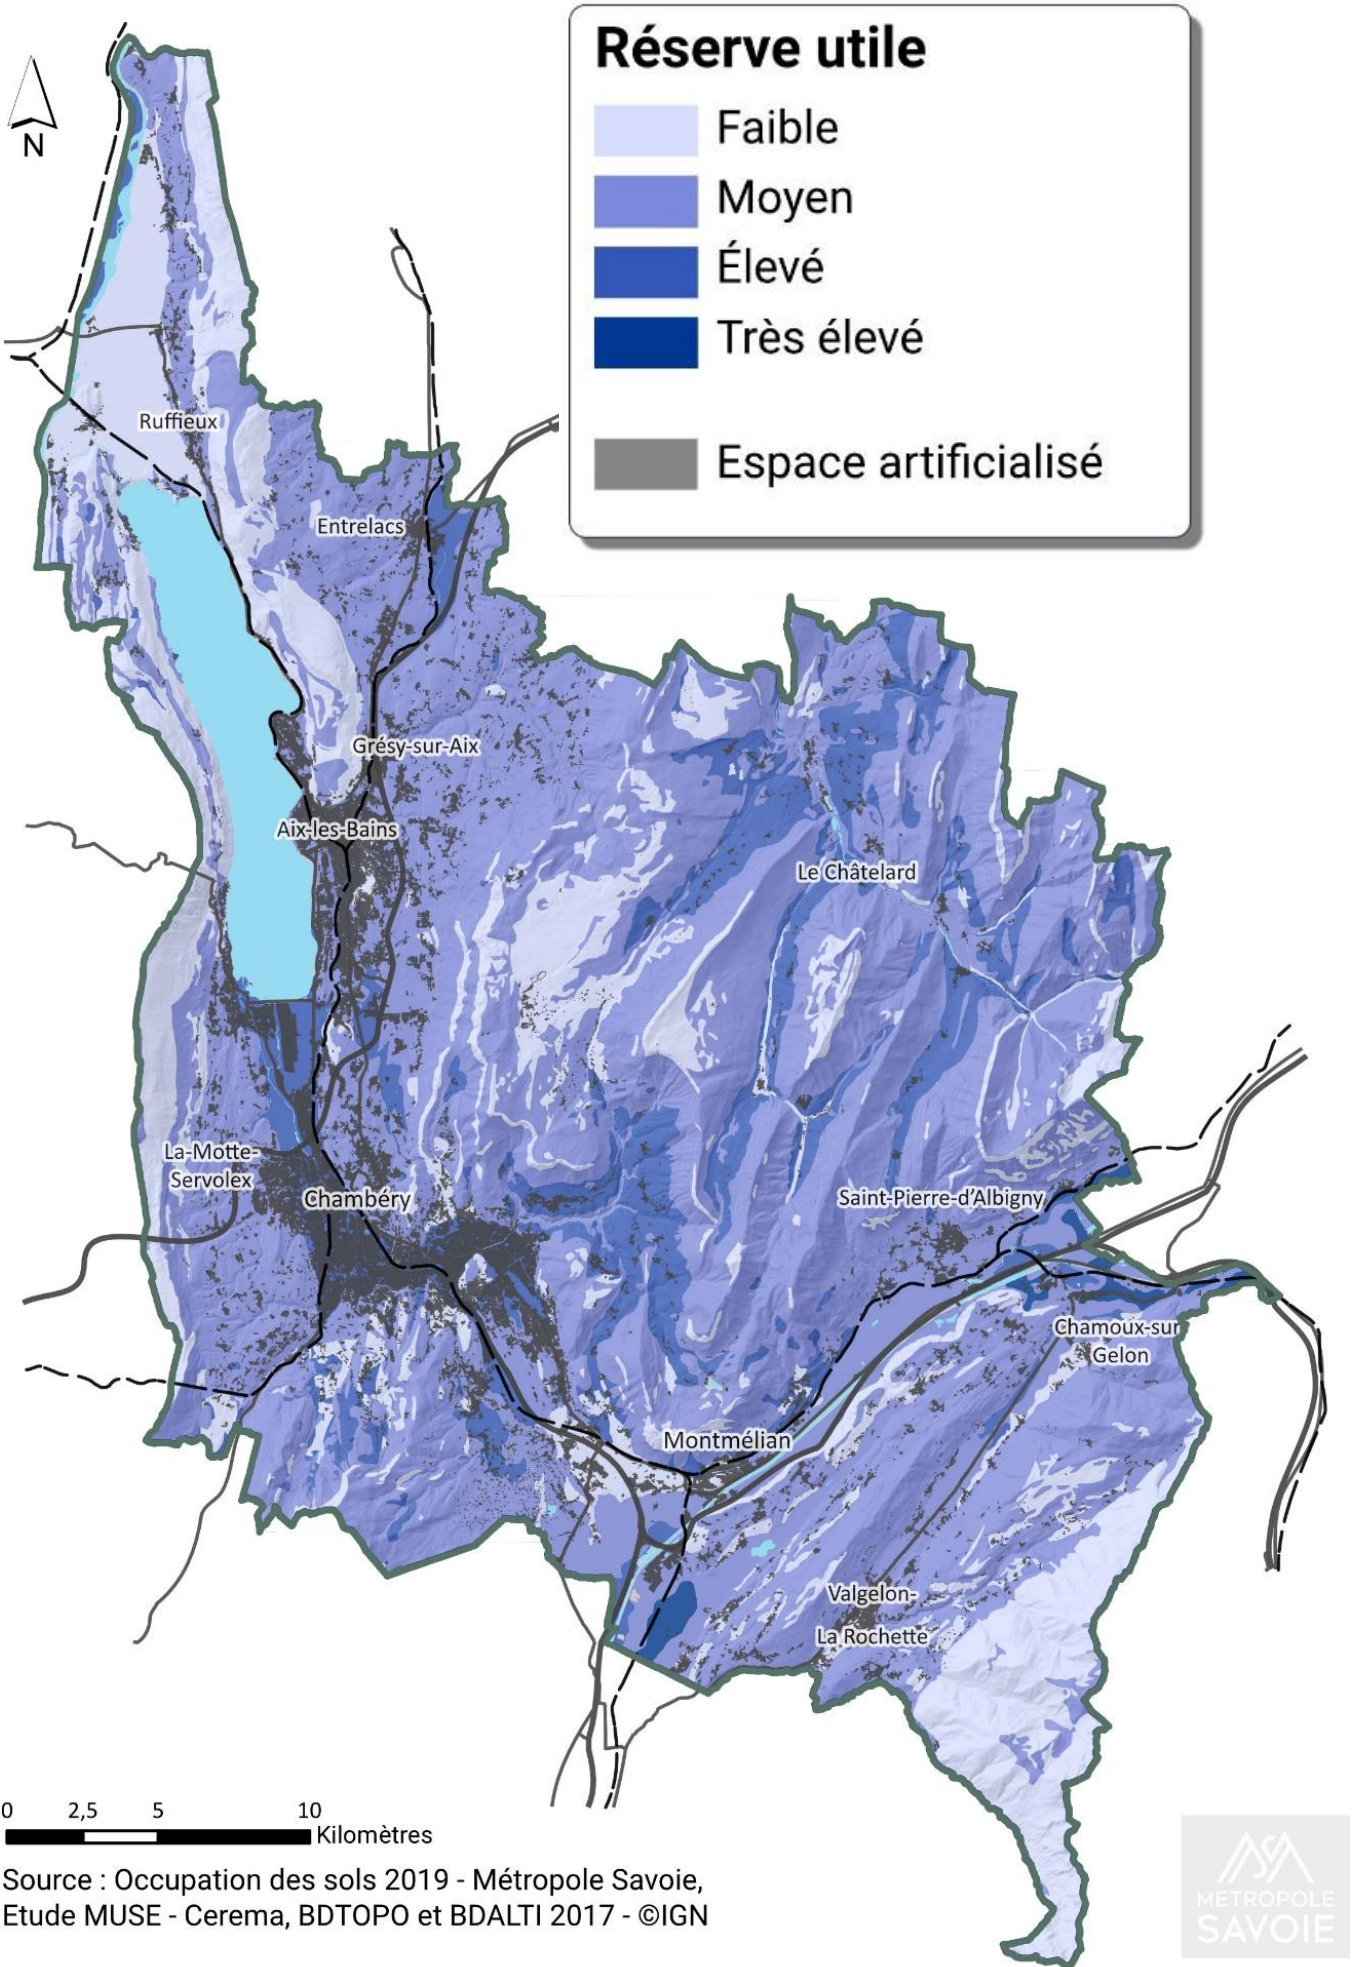 Réserve utile
Faible
Moyen
Élevé
Très élevé
Espace artificialisé
N
Ruffieux
Entrelacs
Grésy-sur-Aix
Aix-les-Bains
Le Châtelard
La-Motte-
Servolex
Chambéry
Saint-Pierre-d'Albigny
Chamoux-sur
Gelon
Montmélian
Valgelon-
La Rochette
0 2,5 5 10
Kilomètres
Source : Occupation des sols 2019 - Métropole Savoie,
Etude MUSE - Cerema, BDTOPO et BDALTI 2017 - ©IGN
METROPOLE
SAVOIE